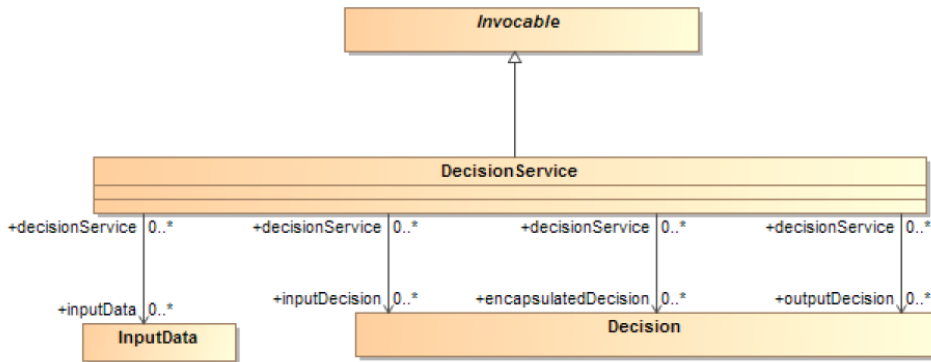 Invocable
DecisionService
+decisionService 0..* +decisionService 0..* +decisionService 0..* +decisionService 0..*
+inputData 0..* +inputDecision 0..* +encapsulatedDecision 0..* +outputDecision 0..*
InputData Decision